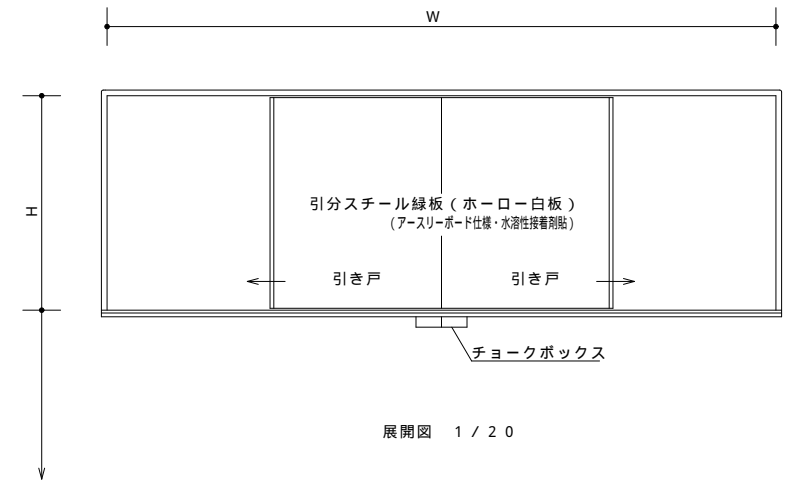 W
H
引分スチール緑板(ホーロー白板)
(アースリーボード仕様・水溶性接着剤貼)
引き戸 引き戸
チョークボックス
展開図 1/20